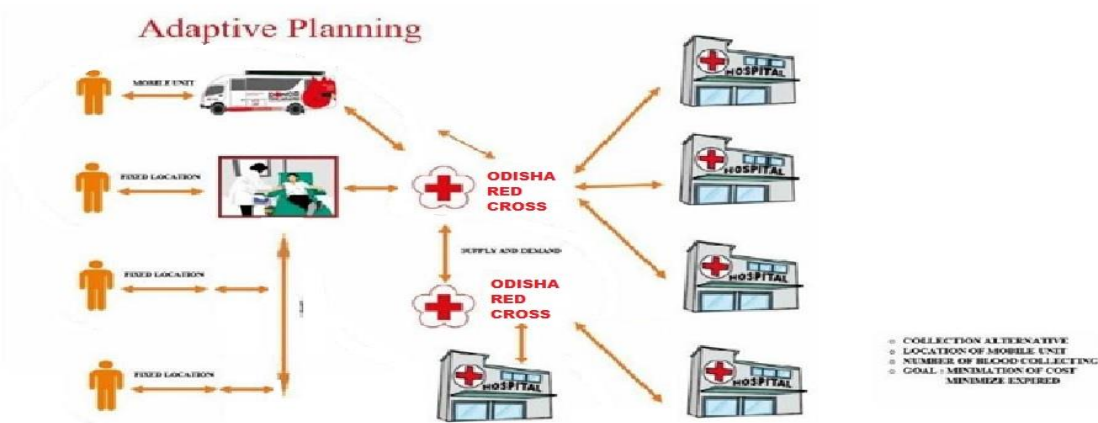 Adaptive Planning
MOBILE UNIT
HOSPITAL
FIXED LOCATION
ODISHA
RED
CROSS
HOSPITAL
SUPPLY AND DEMAND
FIXED LOCATION
ODISHA
RED
CROSS
HOSPITAL
FIXED LOCATION
HOSPITAL
HOSPITAL
COLLECTION ALTERNATIVE
LOCATION OF MOBILE UNIT
NUMBER OF BLOOD COLLECTING
GOAL : MINIMATION OF COST
MINIMIZE EXPIRED